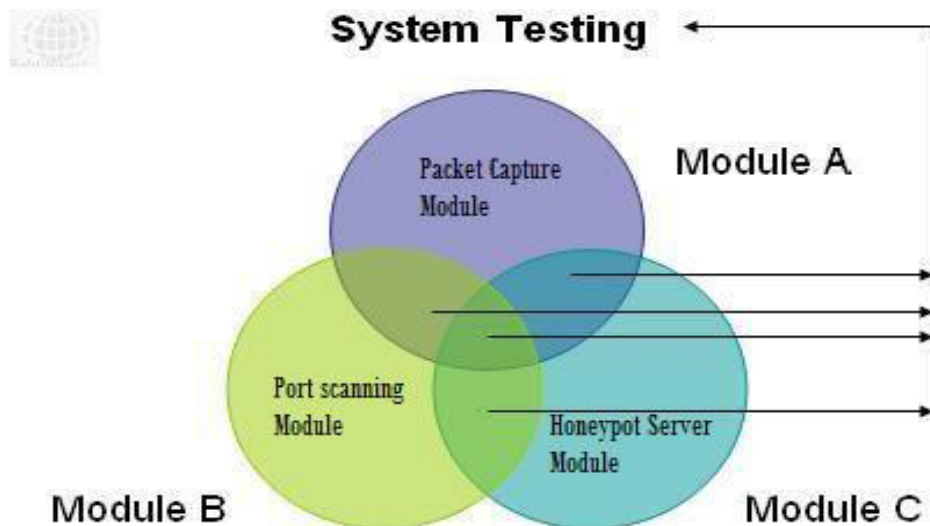 System Testing
Packet Capture
Module
Module A
Port scanning
Module
Honeypot Server
Module
Module B
Module C